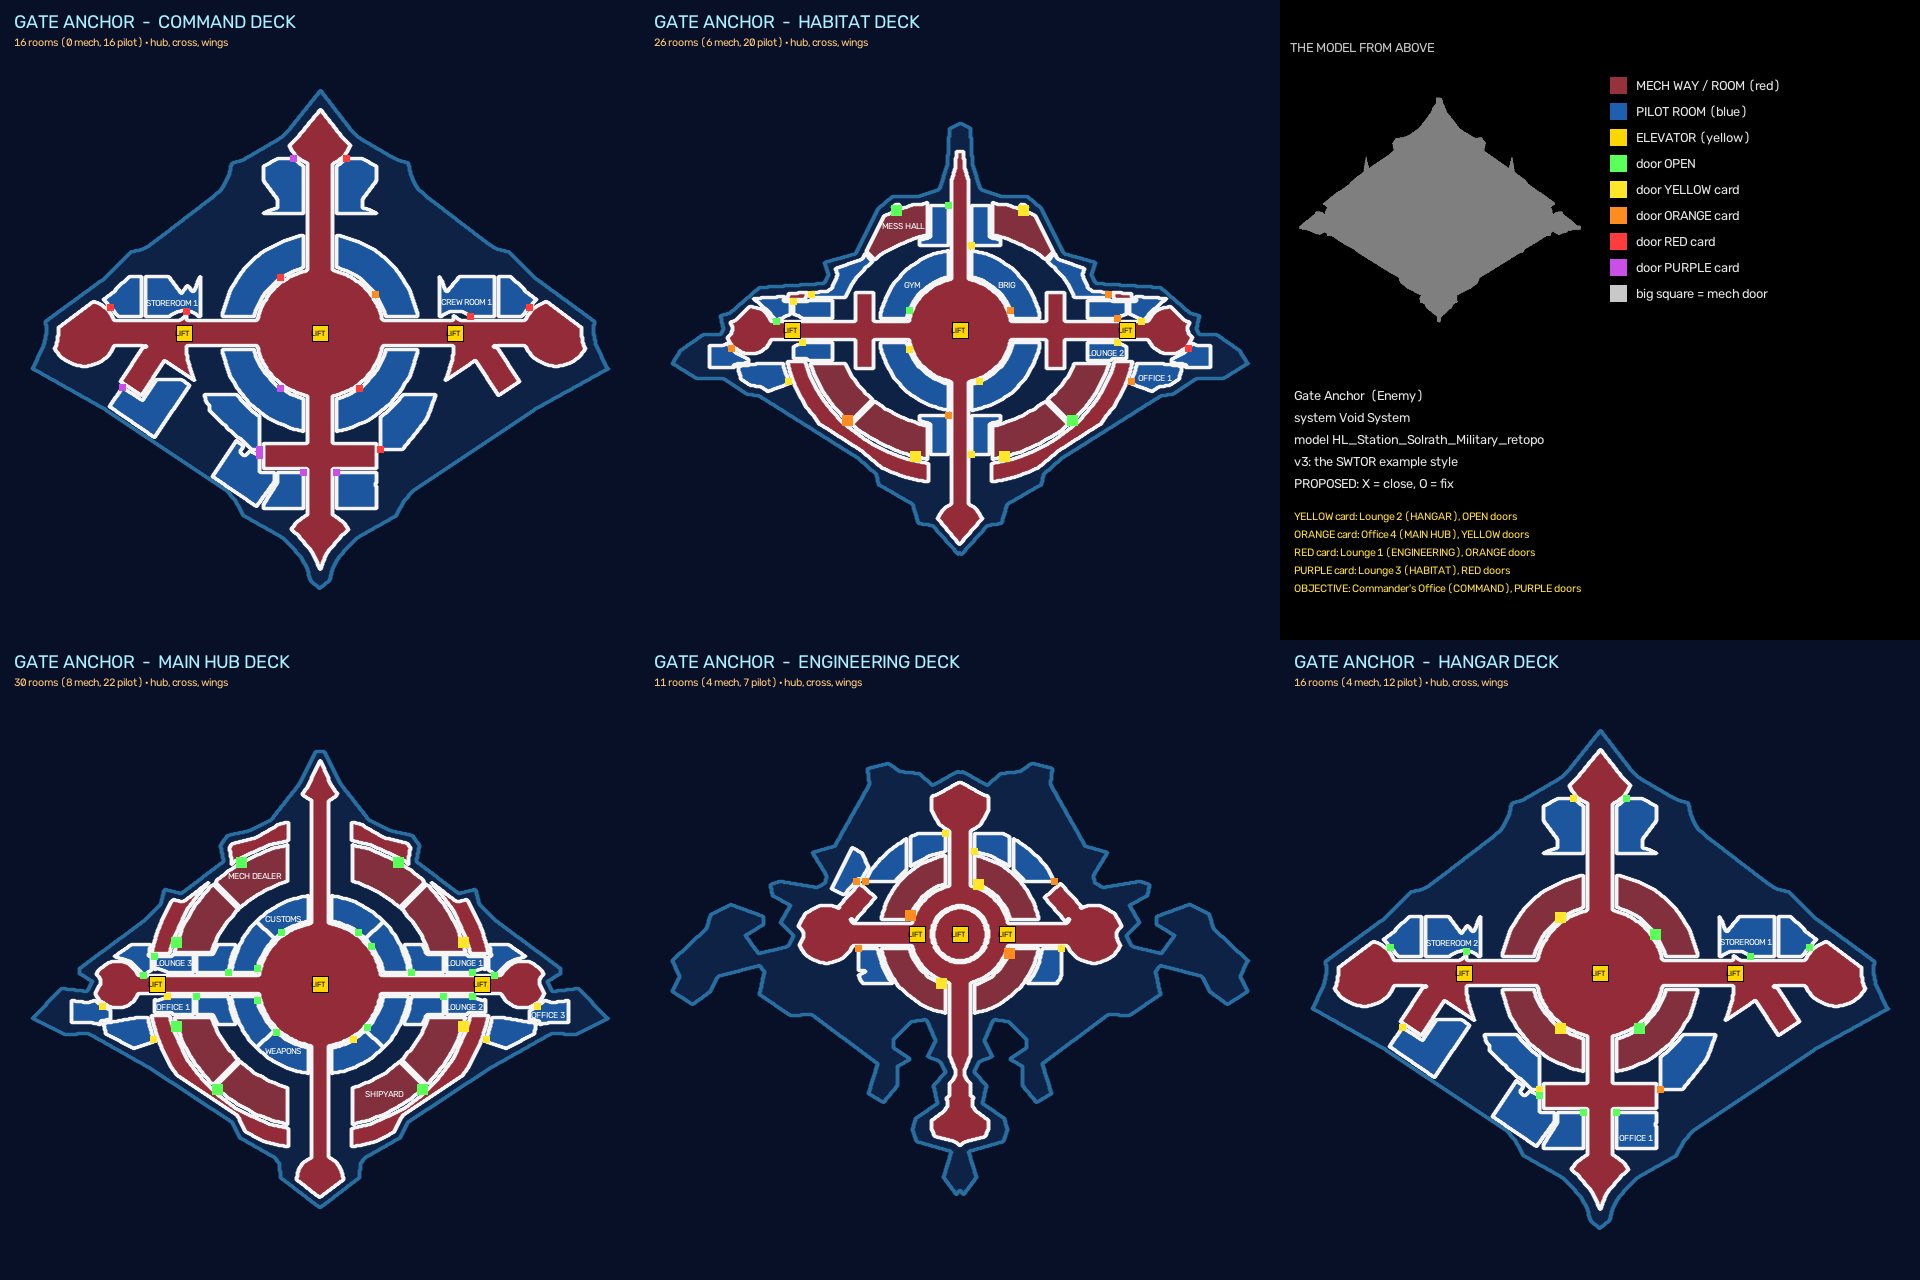 GATE ANCHOR - COMMAND DECK
16 rooms (0 mech, 16 pilot) • hub, cross, wings
STOREROOM 1
CREW ROOM 1
LIFT
LIFT
LIFT
GATE ANCHOR - HABITAT DECK
26 rooms (6 mech, 20 pilot) • hub, cross, wings
MESS HALL
GYM
BRIG
LIFT
LIFT
LIFT
LOUNGE 2
OFFICE 1
THE MODEL FROM ABOVE
MECH WAY / ROOM (red)
PILOT ROOM (blue)
ELEVATOR (yellow)
door OPEN
door YELLOW card
door ORANGE card
door RED card
door PURPLE card
big square = mech door
Gate Anchor (Enemy)
system Void System
model HL_Station_Solrath_Military_retopo
v3: the SWTOR example style
PROPOSED: X = close, O = fix
YELLOW card: Lounge 2 (HANGAR), OPEN doors
ORANGE card: Office 4 (MAIN HUB), YELLOW doors
RED card: Lounge 1 (ENGINEERING), ORANGE doors
PURPLE card: Lounge 3 (HABITAT), RED doors
OBJECTIVE: Commander's Office (COMMAND), PURPLE doors
GATE ANCHOR - MAIN HUB DECK
30 rooms (8 mech, 22 pilot) • hub, cross, wings
MECH DEALER
CUSTOMS
LOUNGE 3
LOUNGE 1
LIFT
LIFT
LIFT
OFFICE 1
LOUNGE 2
OFFICE 3
WEAPONS
SHIPYARD
GATE ANCHOR - ENGINEERING DECK
11 rooms (4 mech, 7 pilot) • hub, cross, wings
LIFT
LIFT
LIFT
GATE ANCHOR - HANGAR DECK
16 rooms (4 mech, 12 pilot) • hub, cross, wings
STOREROOM 2
STOREROOM 1
LIFT
LIFT
LIFT
OFFICE 1